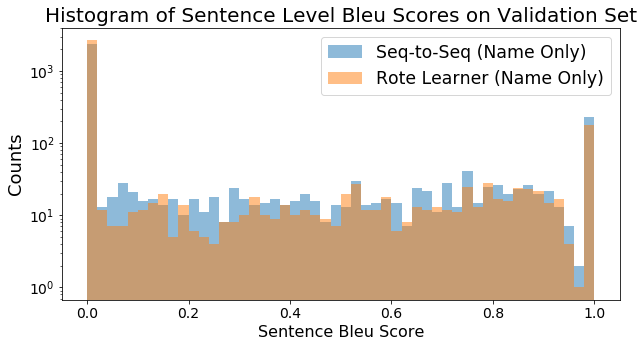 Histogram of Sentence Level Bleu Scores on Validation Set
Seq-to-Seq (Name Only)
Rote Learner (Name Only)
Counts
10³
10²
10¹
10⁰
0.0 0.2 0.4 0.6 0.8 1.0
Sentence Bleu Score